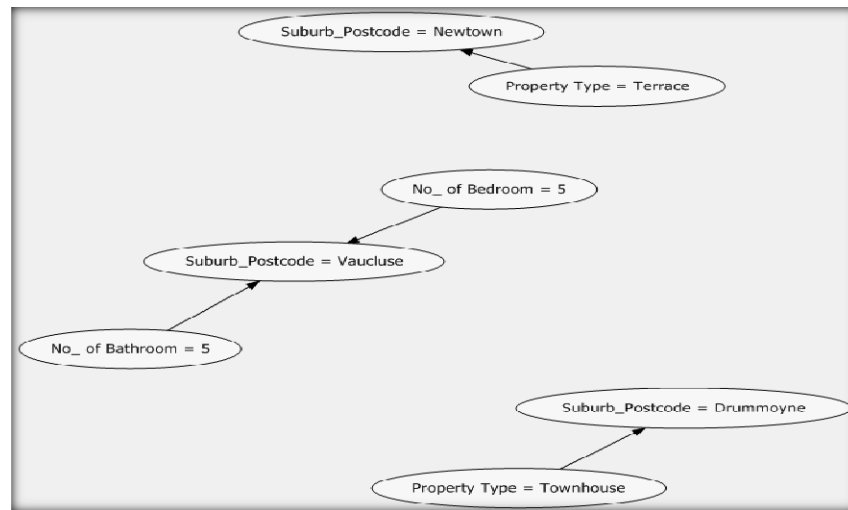 Suburb_Postcode = Newtown
Property Type = Terrace
No_ of Bedroom = 5
Suburb_Postcode = Vaucluse
No_ of Bathroom = 5
Suburb_Postcode = Drummoyne
Property Type = Townhouse